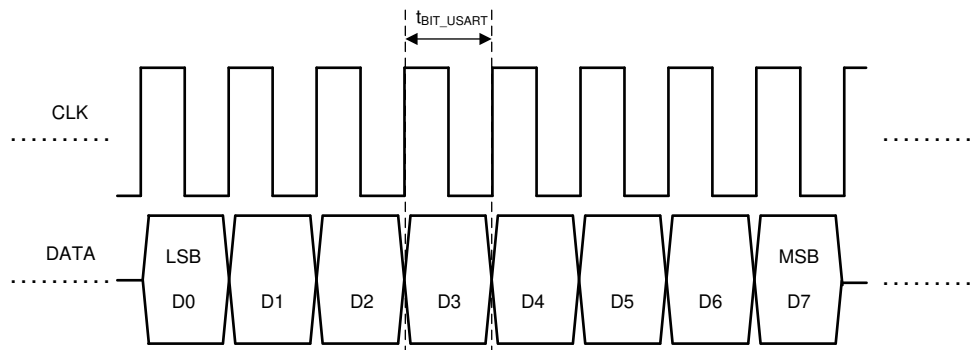 tBIT_USART
CLK
DATA
LSB
MSB
D0 D1 D2 D3 D4 D5 D6 D7